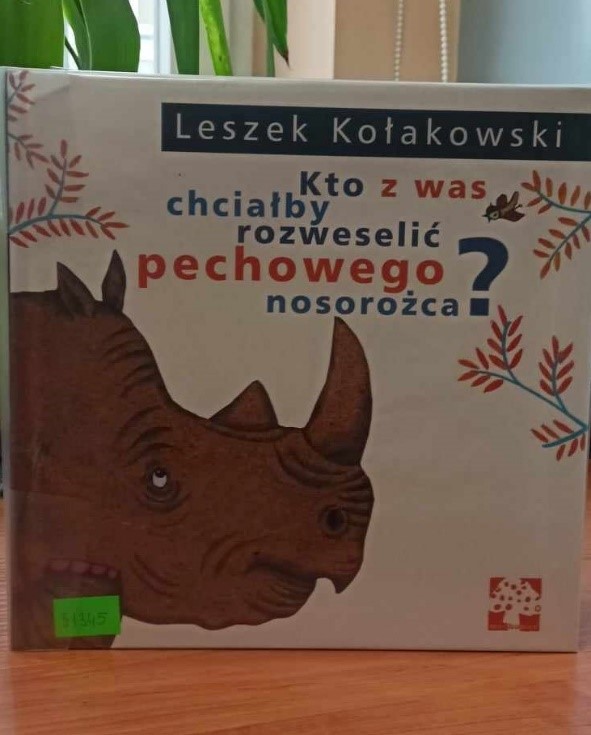 Leszek Kołakowski
Kto z was
chciałby
rozweselić
pechowego
nosorożca?